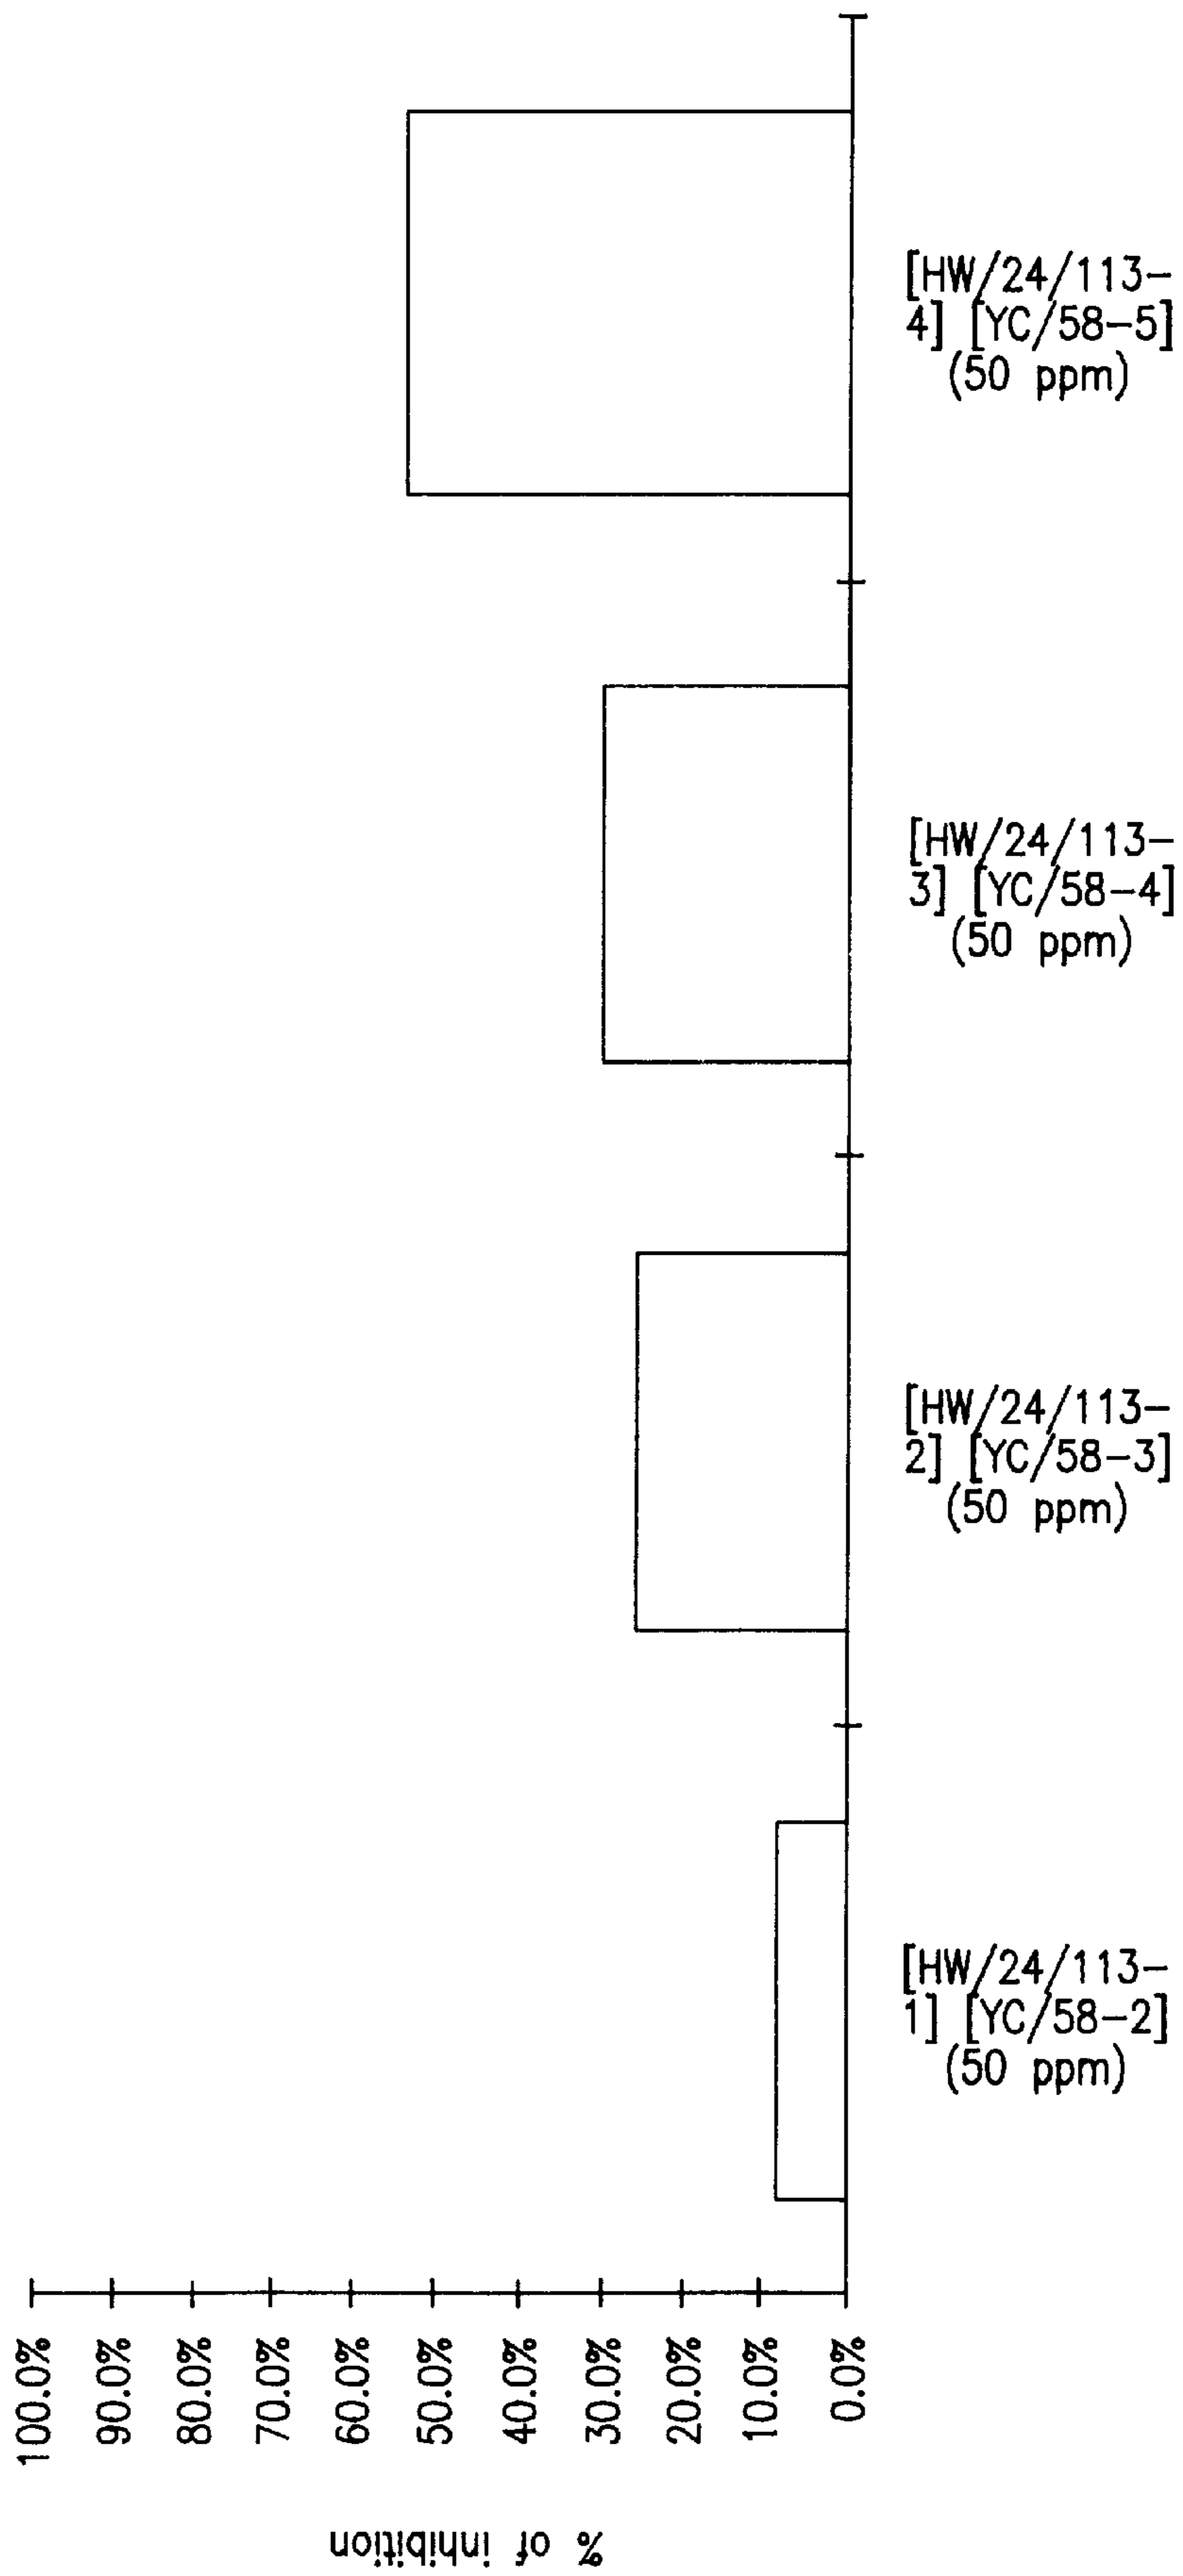 [HW/24/113-
4] [YC/58-5]
(50 ppm)
[HW/24/113-
3] [YC/58-4]
(50 ppm)
[HW/24/113-
2] [YC/58-3]
(50 ppm)
[HW/24/113-
1] [YC/58-2]
(50 ppm)
100.0%
90.0%
80.0%
70.0%
60.0%
50.0%
40.0%
30.0%
20.0%
10.0%
0.0%
% of inhibition